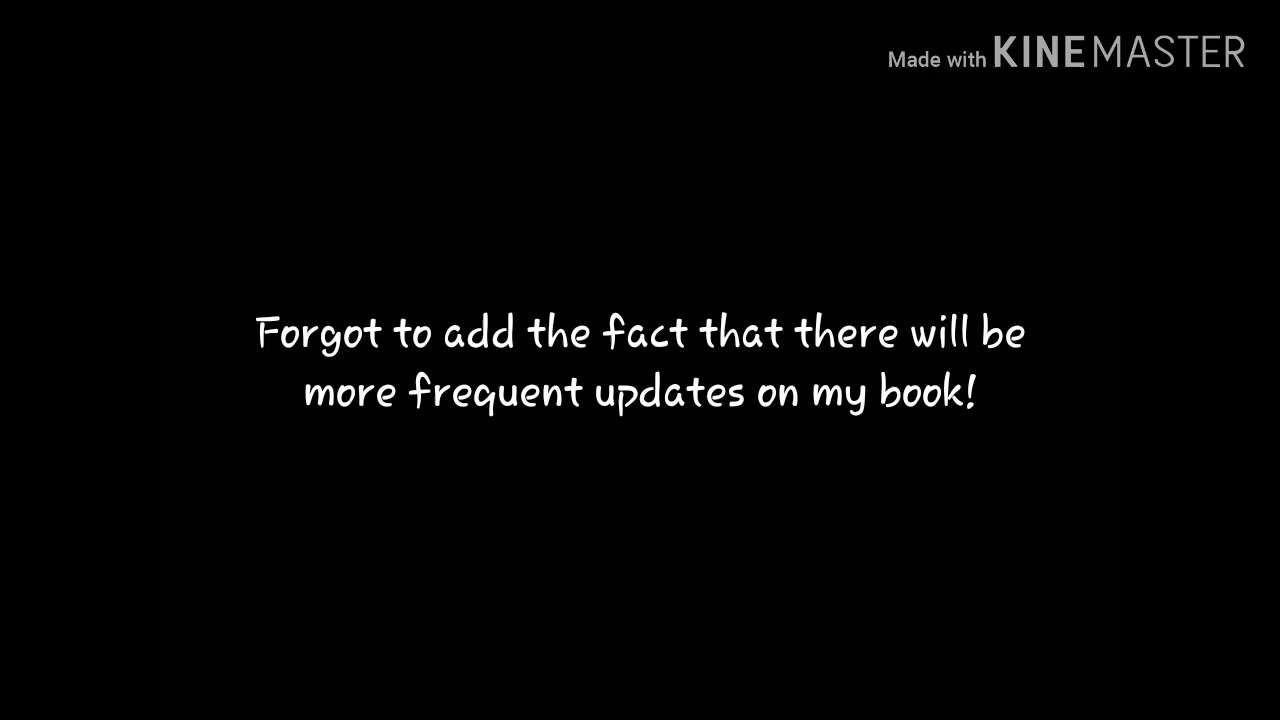 Made with KINEMASTER
Forgot to add the fact that there will be
more frequent updates on my book!